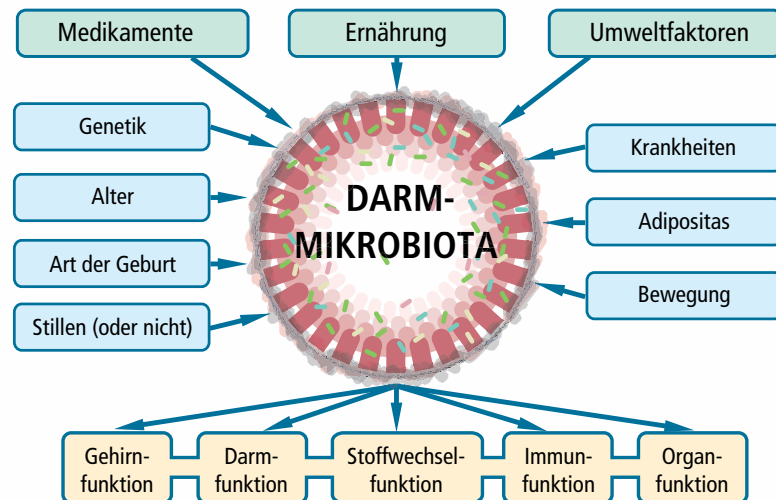 Medikamente
Ernährung
Umweltfaktoren
Genetik
Alter
Art der Geburt
Stillen (oder nicht)
DARM-
MIKROBIOTA
Krankheiten
Adipositas
Bewegung
Gehirn-
funktion
Darm-
funktion
Stoffwechsel-
funktion
Immun-
funktion
Organ-
funktion